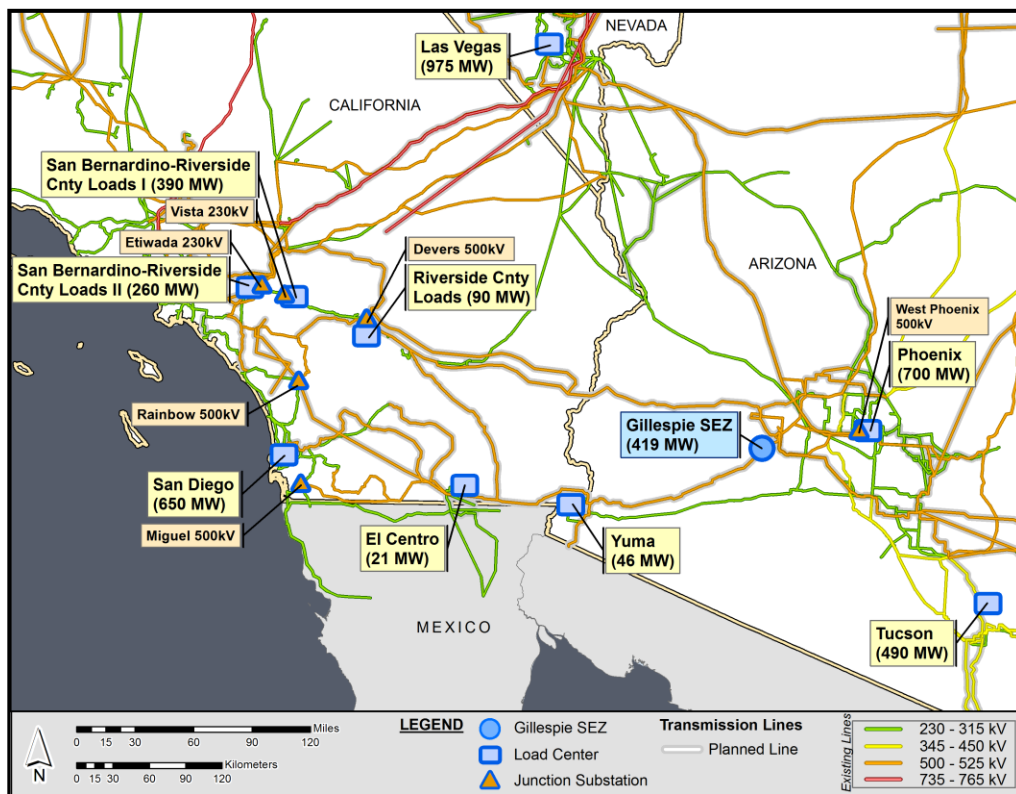 NEVADA
Las Vegas
(975 MW)
CALIFORNIA
San Bernardino-Riverside
Cnty Loads I (390 MW)
Vista 230kV
Etiwada 230kV
San Bernardino-Riverside
Cnty Loads II (260 MW)
Devers 500kV
Riverside Cnty
Loads (90 MW)
ARIZONA
West Phoenix
500kV
Phoenix
(700 MW)
Rainbow 500kV
Gillespie SEZ
(419 MW)
San Diego
(650 MW)
Miguel 500kV
El Centro
(21 MW)
Yuma
(46 MW)
MEXICO
Tucson
(490 MW)
N
Miles
0 15 30 60 90 120
Kilometers
0 15 30 60 90 120
LEGEND
Gillespie SEZ
Load Center
Junction Substation
Transmission Lines
Planned Line
Existing Lines
230 - 315 kV
345 - 450 kV
500 - 525 kV
735 - 765 kV